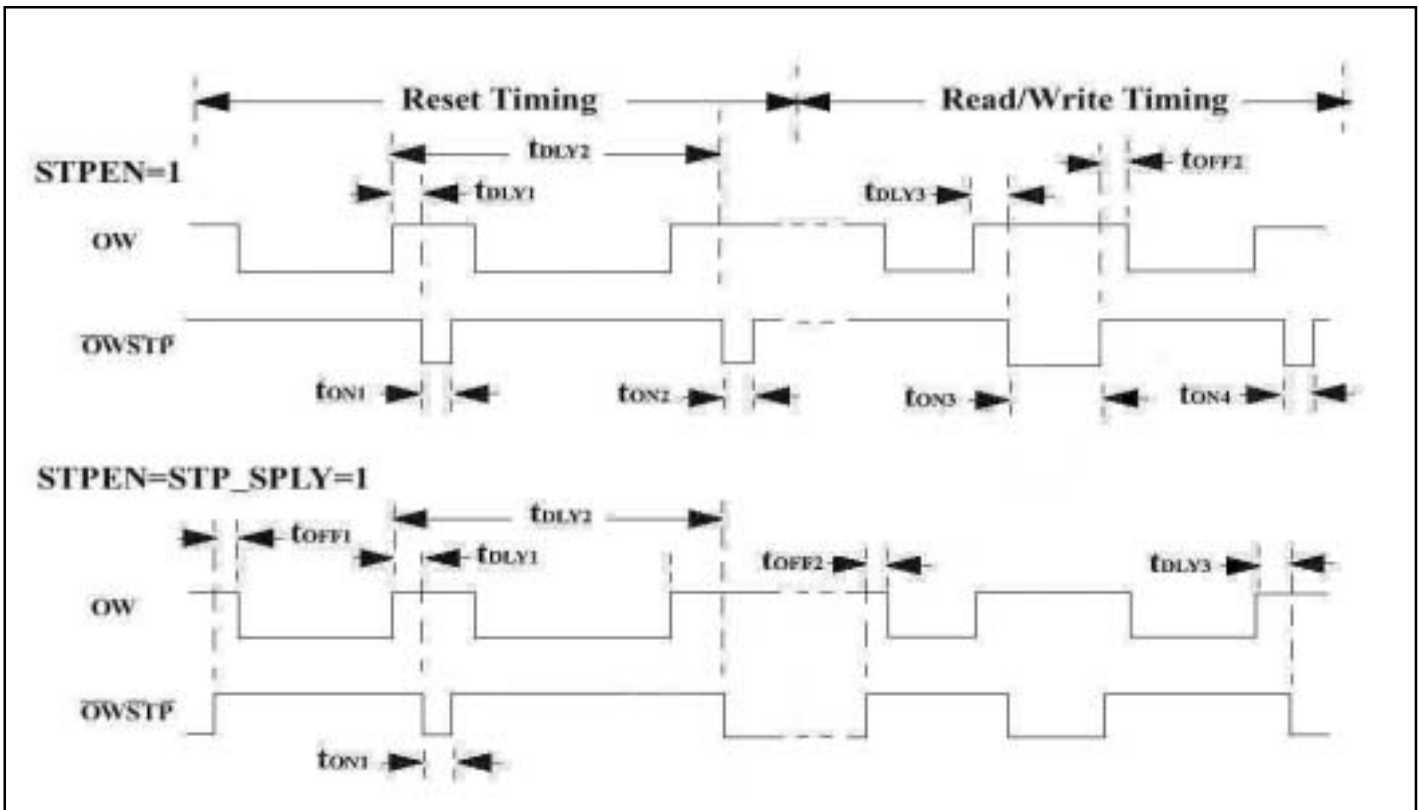 Reset Timing Read/Write Timing
tDLY2 tOFF2
STPEN=1
tDLY1 tDLY3
OW
OWSTP
tON1 tON2 tON3 tON4
STPEN=STP_SPLY=1
tOFF1 tDLY2
tDLY1 tOFF2 tDLY3
OW
OWSTP
tON1